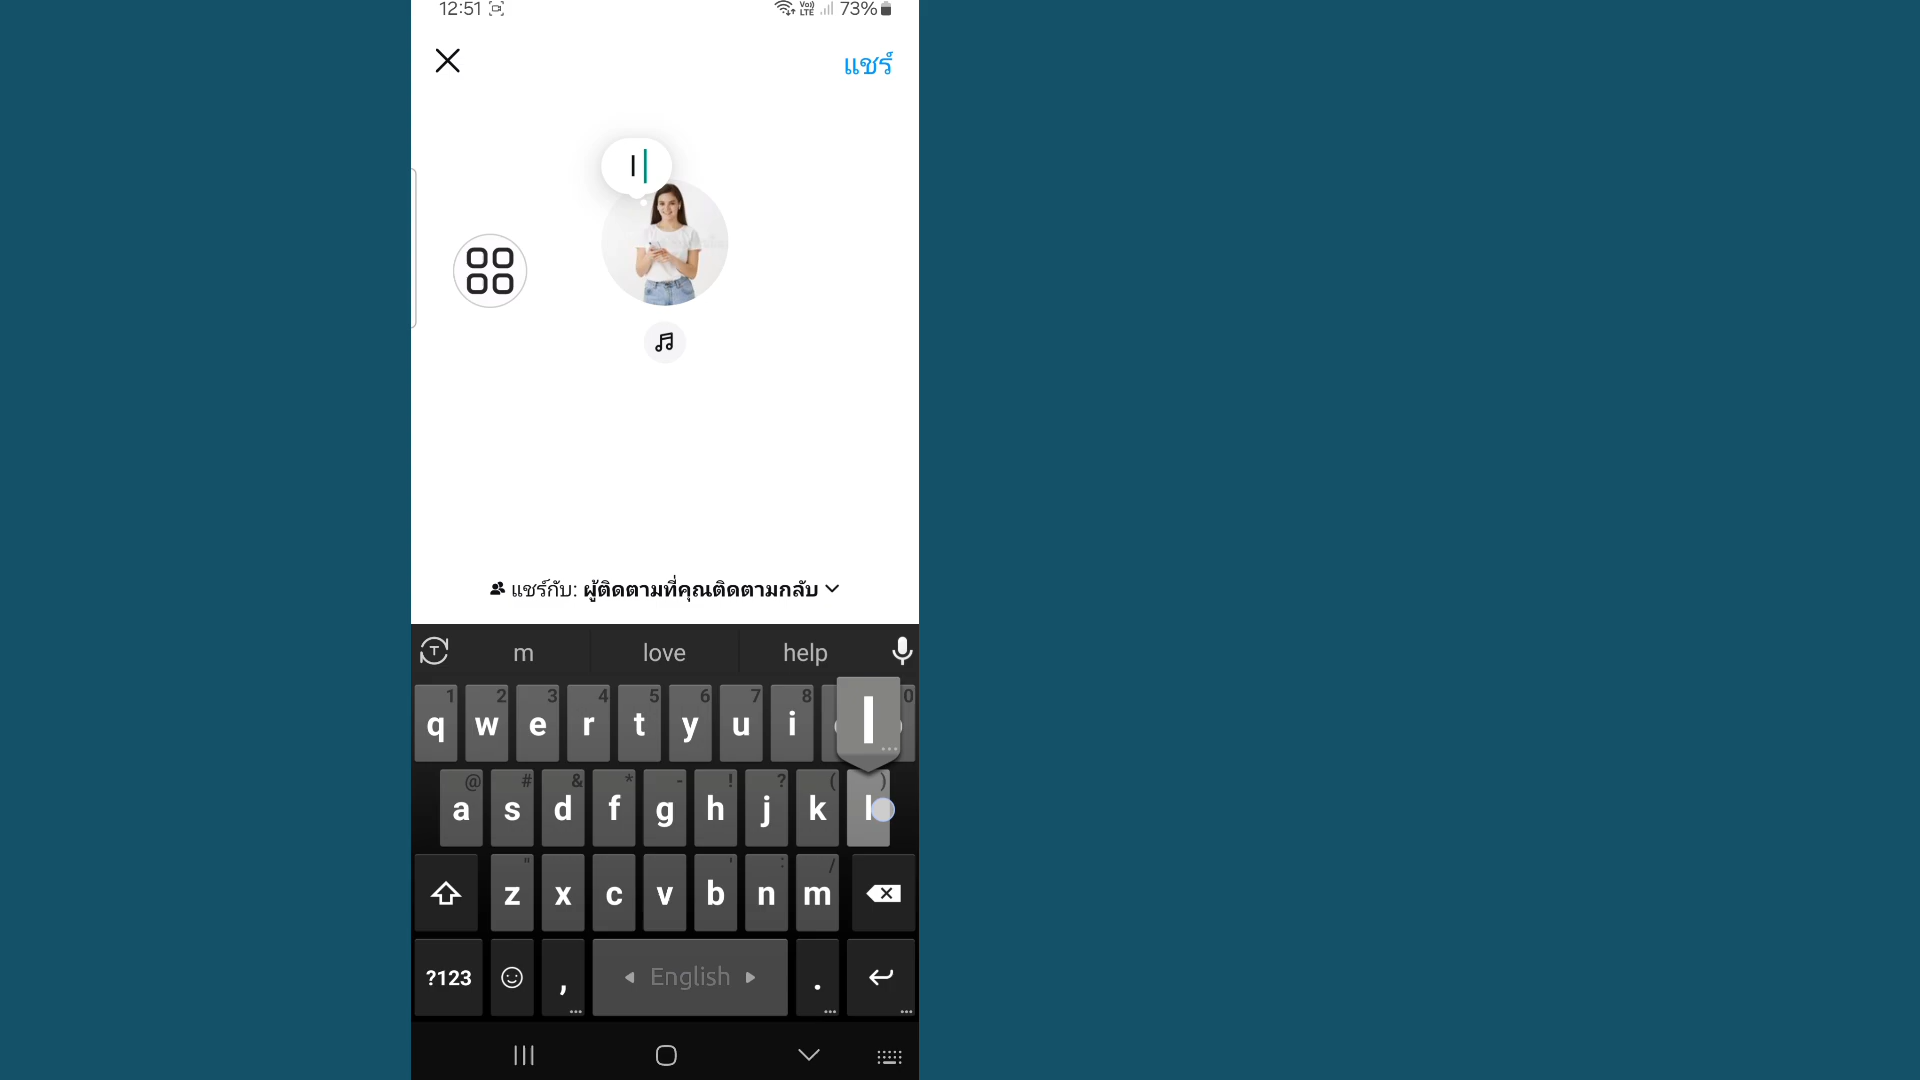 12:51 Vo)) LTE 73%
แชร์
I
แชร์กับ: ผู้ติดตามที่คุณติดตามกลับ
T m love help
1 2 3 4 5 6 7 8 0
q w e r t y u i l
@ # & * - ! ? ( )
a s d f g h j k l
" ' : /
z x c v b n m
?123 , English .